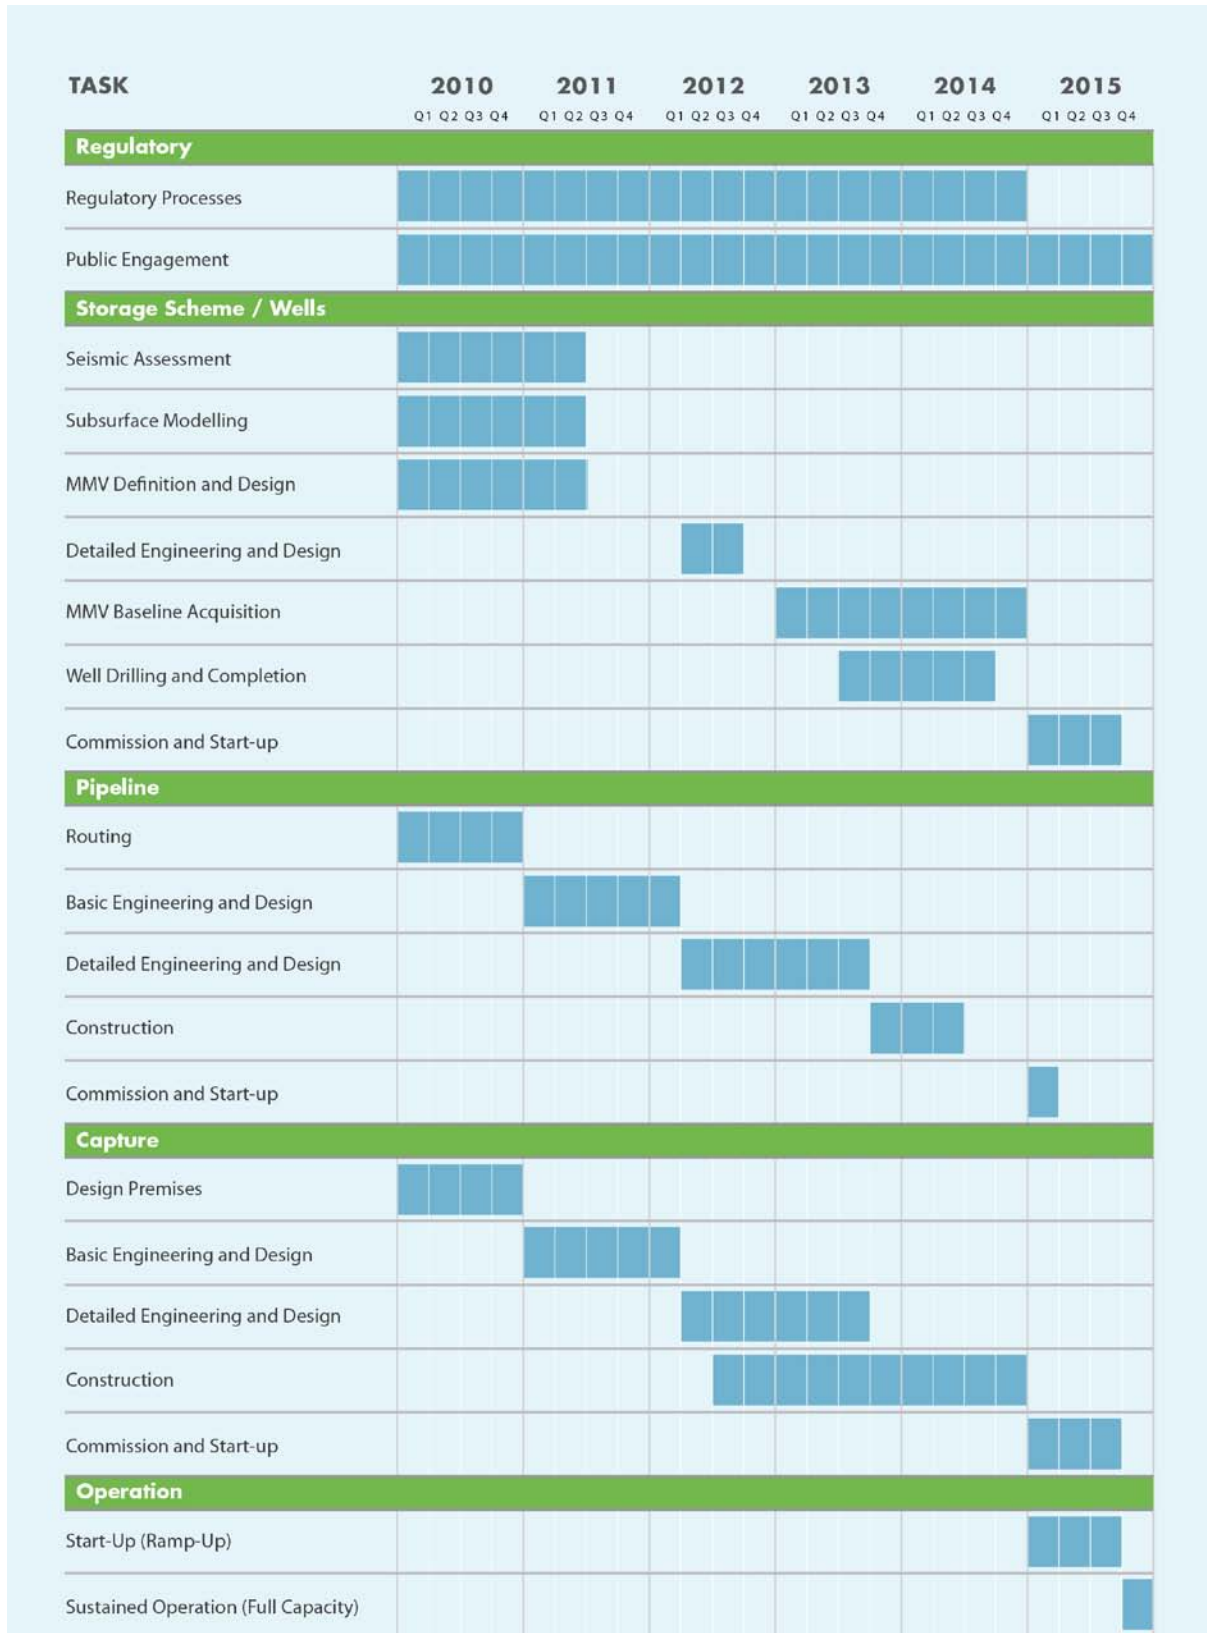 TASK 2010 2011 2012 2013 2014 2015
Q1 Q2 Q3 Q4 Q1 Q2 Q3 Q4 Q1 Q2 Q3 Q4 Q1 Q2 Q3 Q4 Q1 Q2 Q3 Q4 Q1 Q2 Q3 Q4
Regulatory
Regulatory Processes
Public Engagement
Storage Scheme / Wells
Seismic Assessment
Subsurface Modelling
MMV Definition and Design
Detailed Engineering and Design
MMV Baseline Acquisition
Well Drilling and Completion
Commission and Start-up
Pipeline
Routing
Basic Engineering and Design
Detailed Engineering and Design
Construction
Commission and Start-up
Capture
Design Premises
Basic Engineering and Design
Detailed Engineering and Design
Construction
Commission and Start-up
Operation
Start-Up (Ramp-Up)
Sustained Operation (Full Capacity)